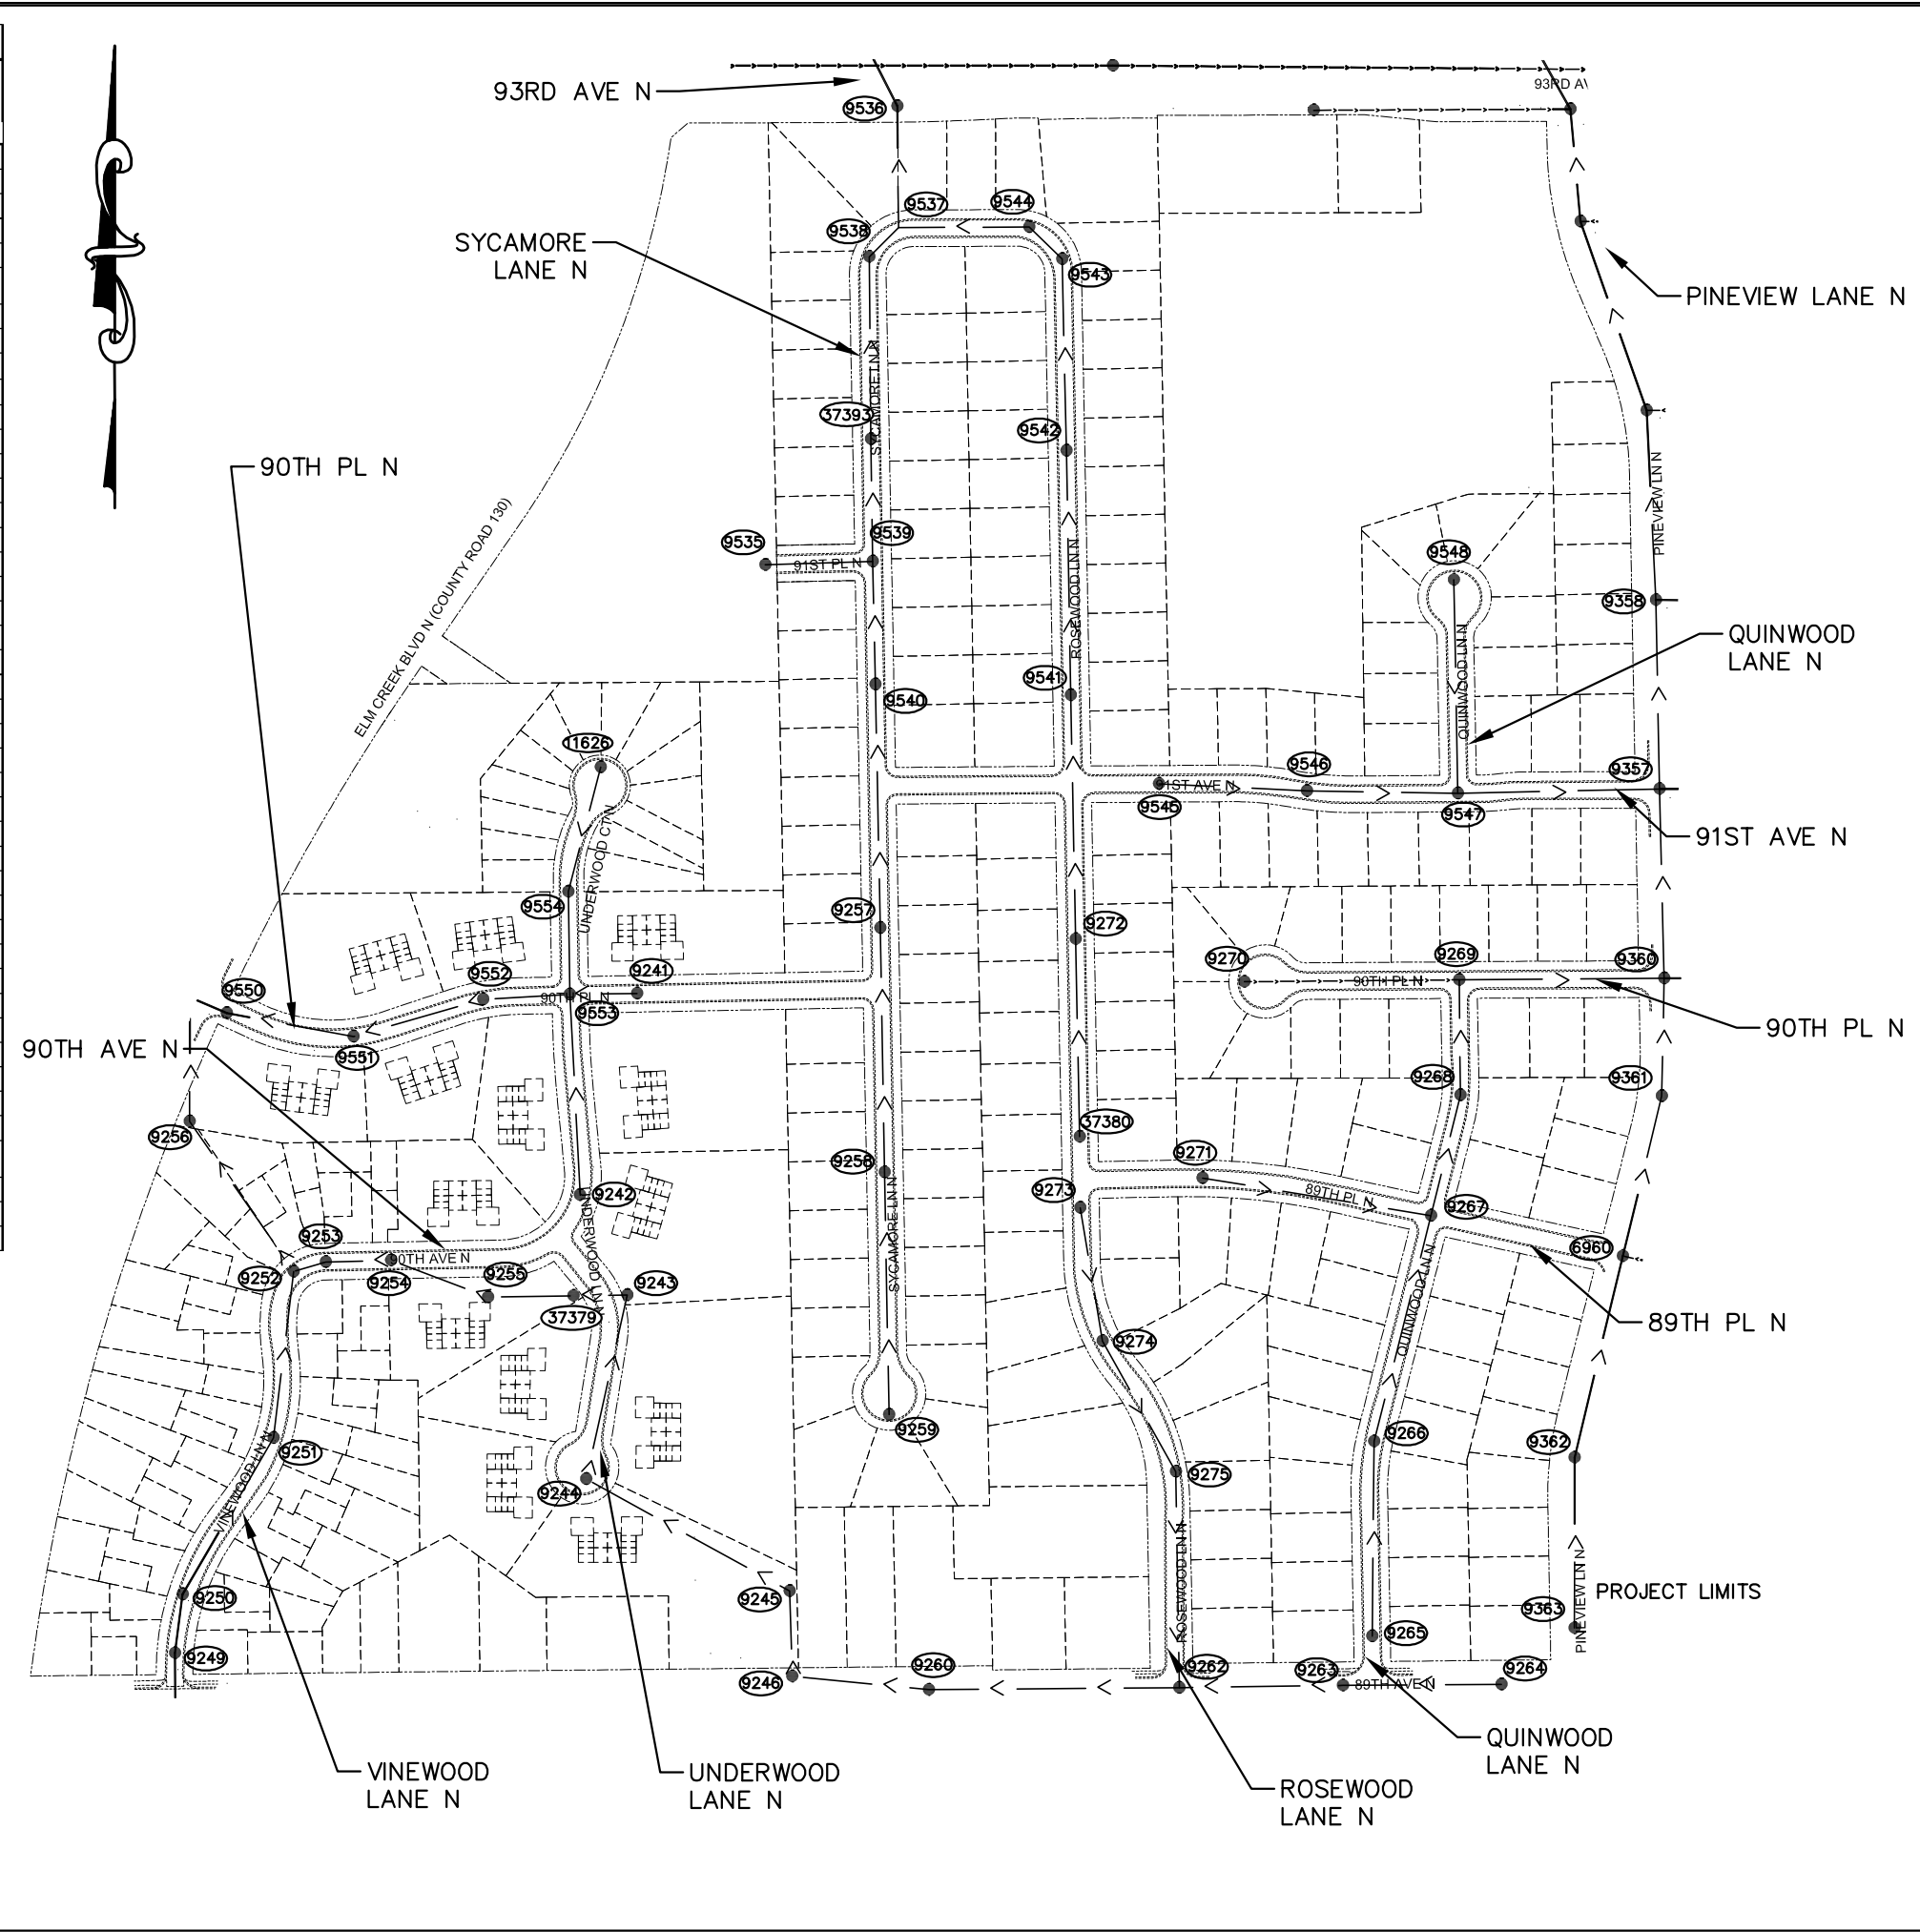 93RD AVE N
93RD AV
9536
9537
9544
9538
SYCAMORE
LANE N
9543
PINEVIEW LANE N
SYCAMORE LN N
37393
9542
90TH PL N
PINEVIEW LN N
ELM CREEK BLVD N (COUNTY ROAD 130)
9535
9539
91ST PL N
ROSEWOOD LN N
9548
9358
QUINWOOD
LANE N
QUINWOOD LN N
9541
9540
11626
9546
9357
91ST AVE N
9545
9547
91ST AVE N
UNDERWOOD CT N
9554
9257
9272
9270
9269
9360
9552
9241
90TH PL N
90TH PL N
9550
9553
90TH PL N
90TH AVE N
9551
9268
9361
9256
37380
9258
9271
9242
9273
89TH PL N
9267
UNDERWOOD LN N
SYCAMORE LN N
9253
90TH AVE N
6960
9252
9254
9255
9243
QUINWOOD LN N
37379
89TH PL N
9274
9259
9266
9362
9251
VINEWOOD LN N
9275
9244
ROSEWOOD LN N
PINEVIEW LN N
PROJECT LIMITS
9250
9245
9363
9265
9249
9260
9262
9263
9264
9246
89TH AVE N
QUINWOOD
LANE N
VINEWOOD
LANE N
UNDERWOOD
LANE N
ROSEWOOD
LANE N